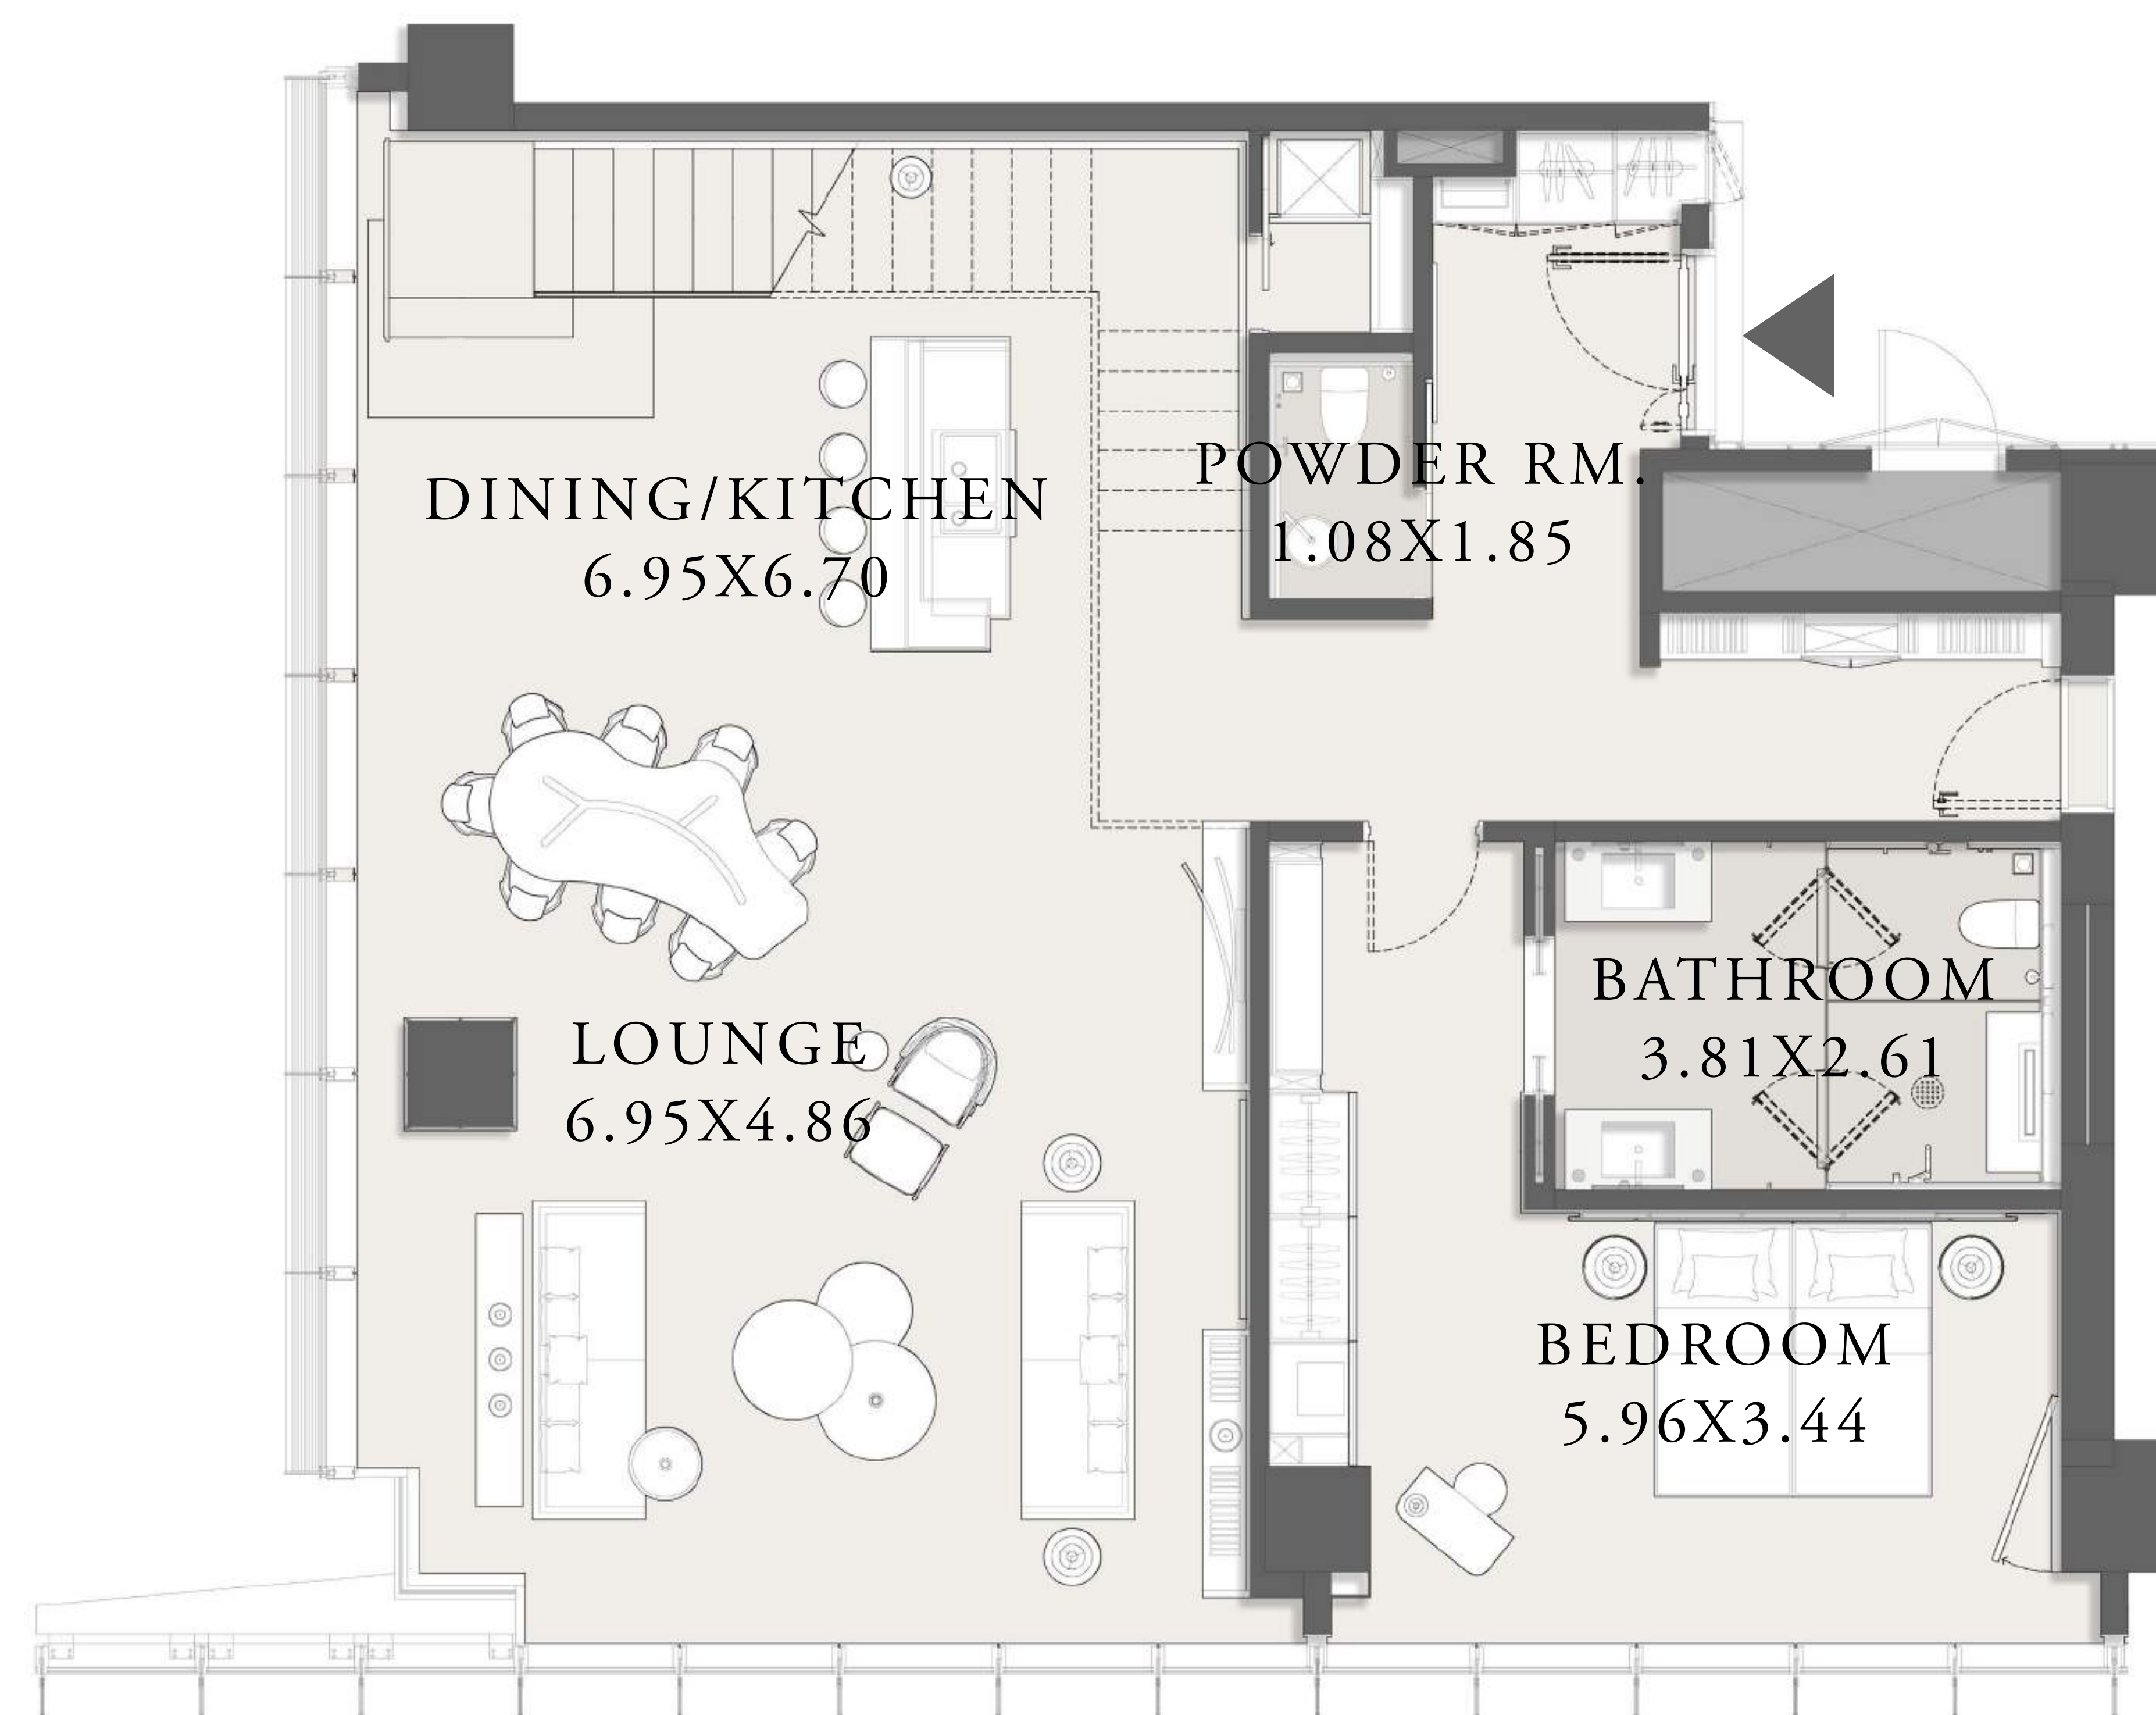 POWDER RM.
1.08X1.85
DINING/KITCHEN
6.95X6.70
BATHROOM
3.81X2.61
LOUNGE
6.95X4.86
BEDROOM
5.96X3.44